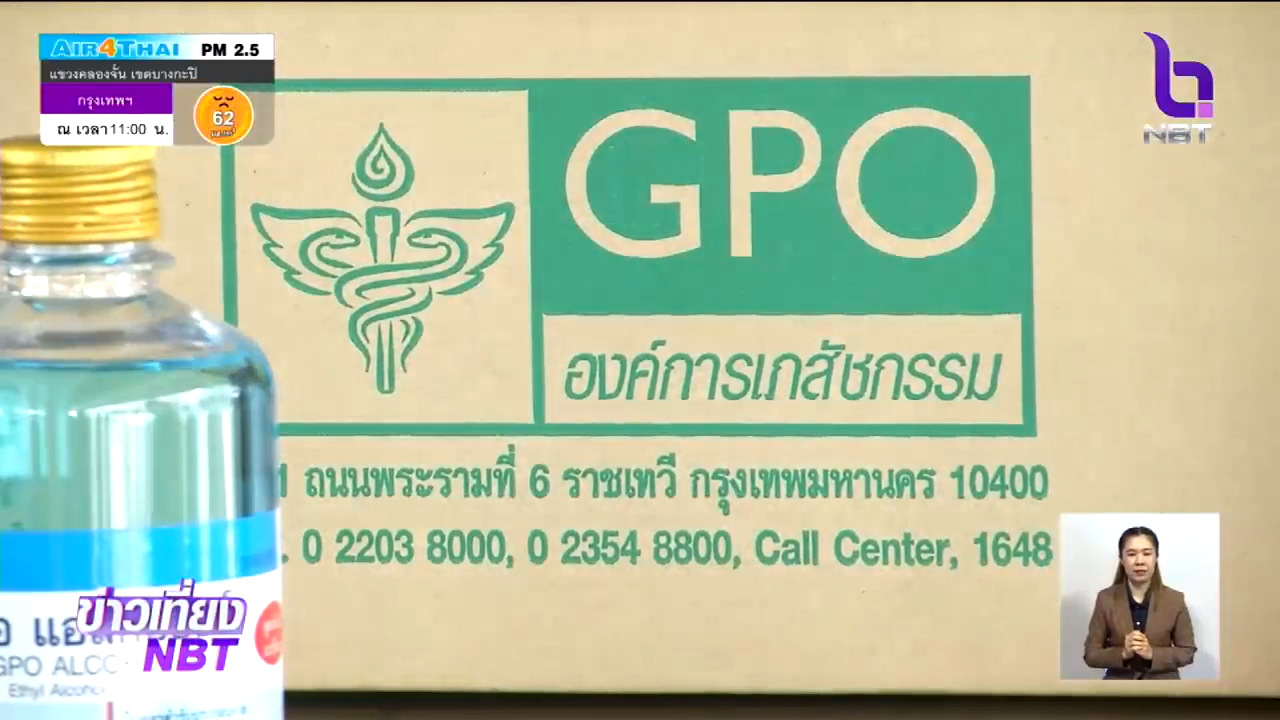 AIR4THAI PM 2.5
แขวงคลองจั่น เขตบางกะปิ
กรุงเทพฯ
62
ณ เวลา 11:00 น.
NBT
GPO
องค์การเภสัชกรรม
1 ถนนพระรามที่ 6 ราชเทวี กรุงเทพมหานคร 10400
. 0 2203 8000, 0 2354 8800, Call Center, 1648
ข่าวเที่ยง
NBT
GPO ALCO
Ethyl Alcoho